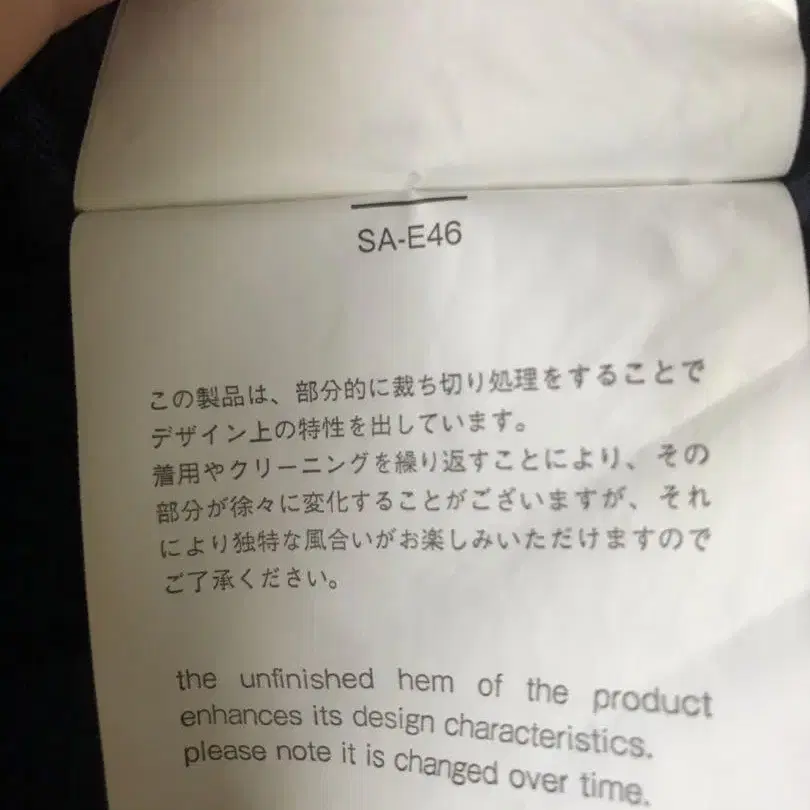 SA-E46
この製品は、部分的に裁ち切り処理をすることで
デザイン上の特性を出しています。
着用やクリーニングを繰り返すことにより、その
部分が徐々に変化することがございますが、それ
により独特な風合いがお楽しみいただけますので
ご了承ください。
the unfinished hem of the product
enhances its design characteristics.
please note it is changed over time.